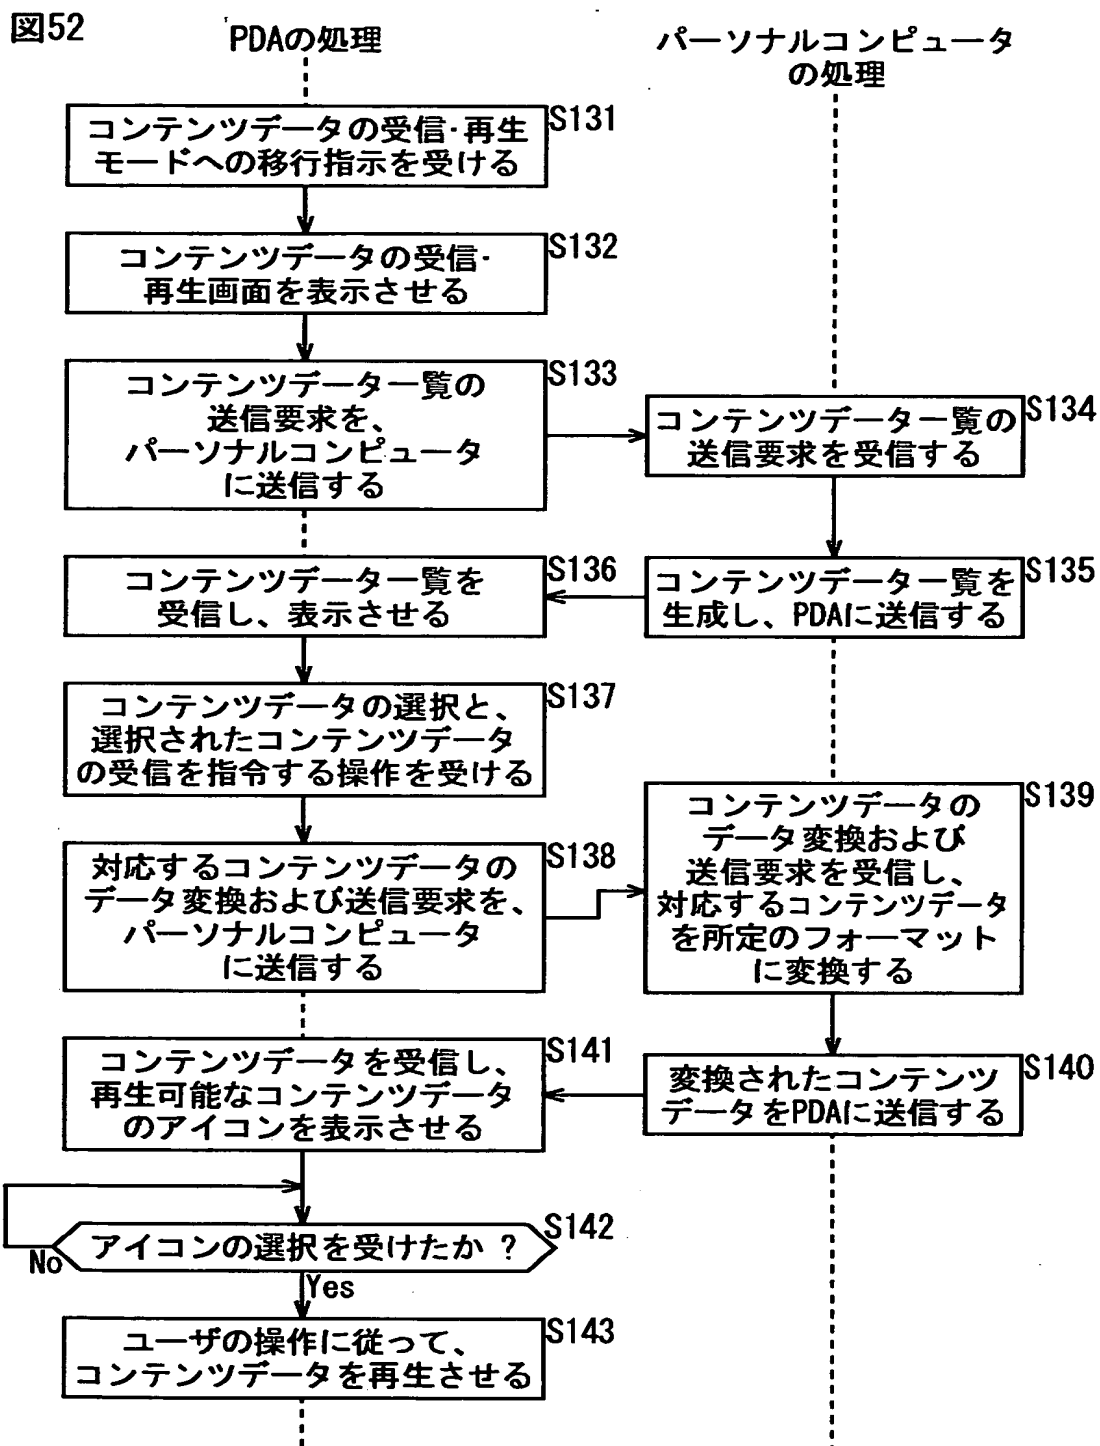 図52
PDAの処理
パーソナルコンピュータ
の処理
S131
コンテンツデータの受信・再生
モードへの移行指示を受ける
S132
コンテンツデータの受信・
再生画面を表示させる
S133
コンテンツデータ一覧の
送信要求を、
パーソナルコンピュータ
に送信する
S134
コンテンツデータ一覧の
送信要求を受信する
S135
コンテンツデータ一覧を
生成し、PDAに送信する
S136
コンテンツデータ一覧を
受信し、表示させる
S137
コンテンツデータの選択と、
選択されたコンテンツデータ
の受信を指令する操作を受ける
S138
対応するコンテンツデータの
データ変換および送信要求を、
パーソナルコンピュータ
に送信する
S139
コンテンツデータの
データ変換および
送信要求を受信し、
対応するコンテンツデータ
を所定のフォーマット
に変換する
S140
変換されたコンテンツ
データをPDAに送信する
S141
コンテンツデータを受信し、
再生可能なコンテンツデータ
のアイコンを表示させる
S142
アイコンの選択を受けたか?
No
Yes
S143
ユーザの操作に従って、
コンテンツデータを再生させる